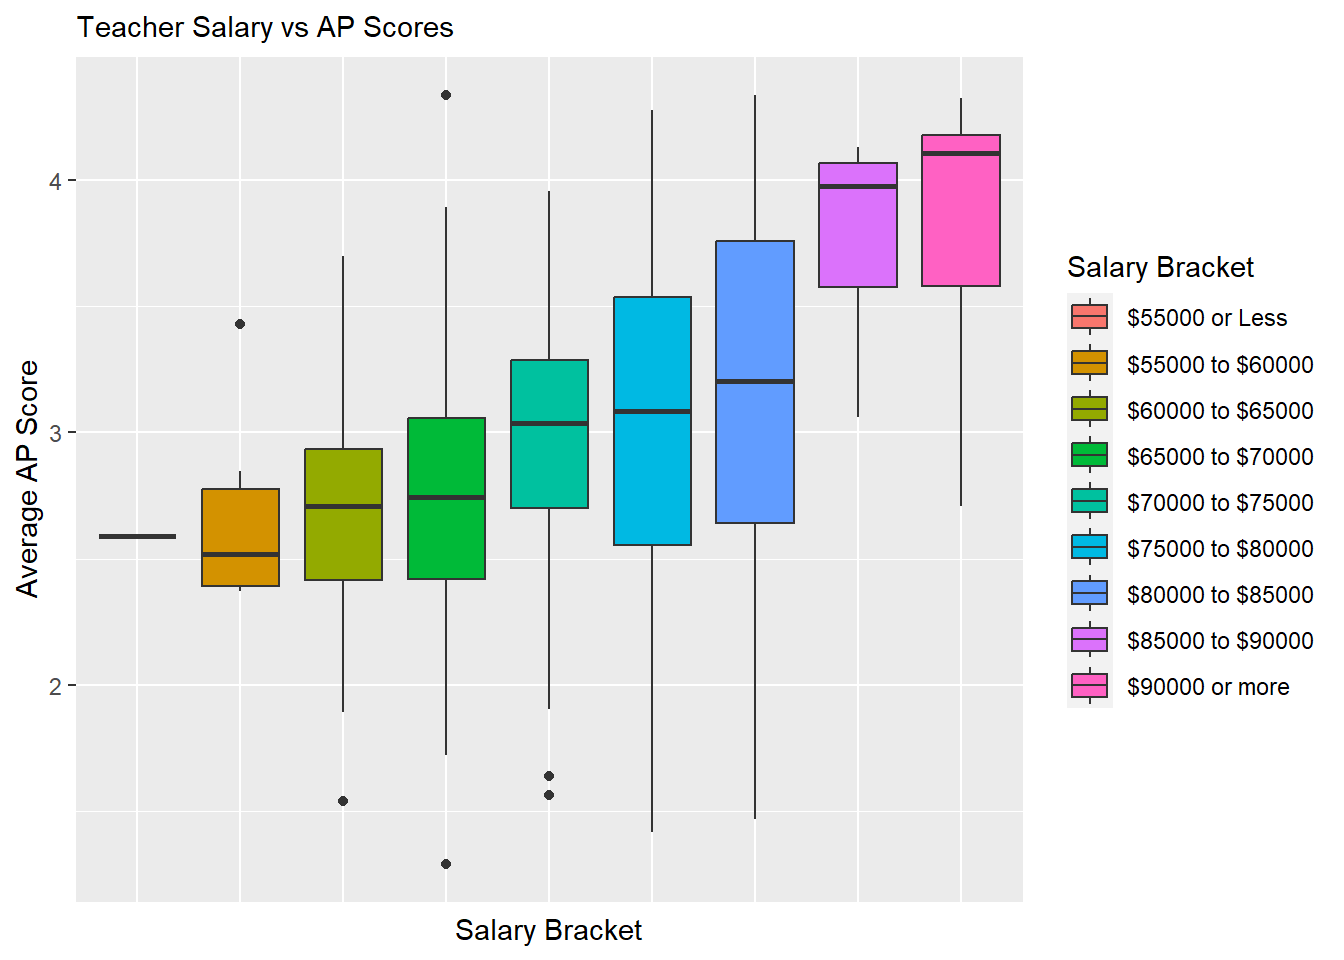 Teacher Salary vs AP Scores
4
3
2
Average AP Score
Salary Bracket
Salary Bracket
$55000 or Less
$55000 to $60000
$60000 to $65000
$65000 to $70000
$70000 to $75000
$75000 to $80000
$80000 to $85000
$85000 to $90000
$90000 or more